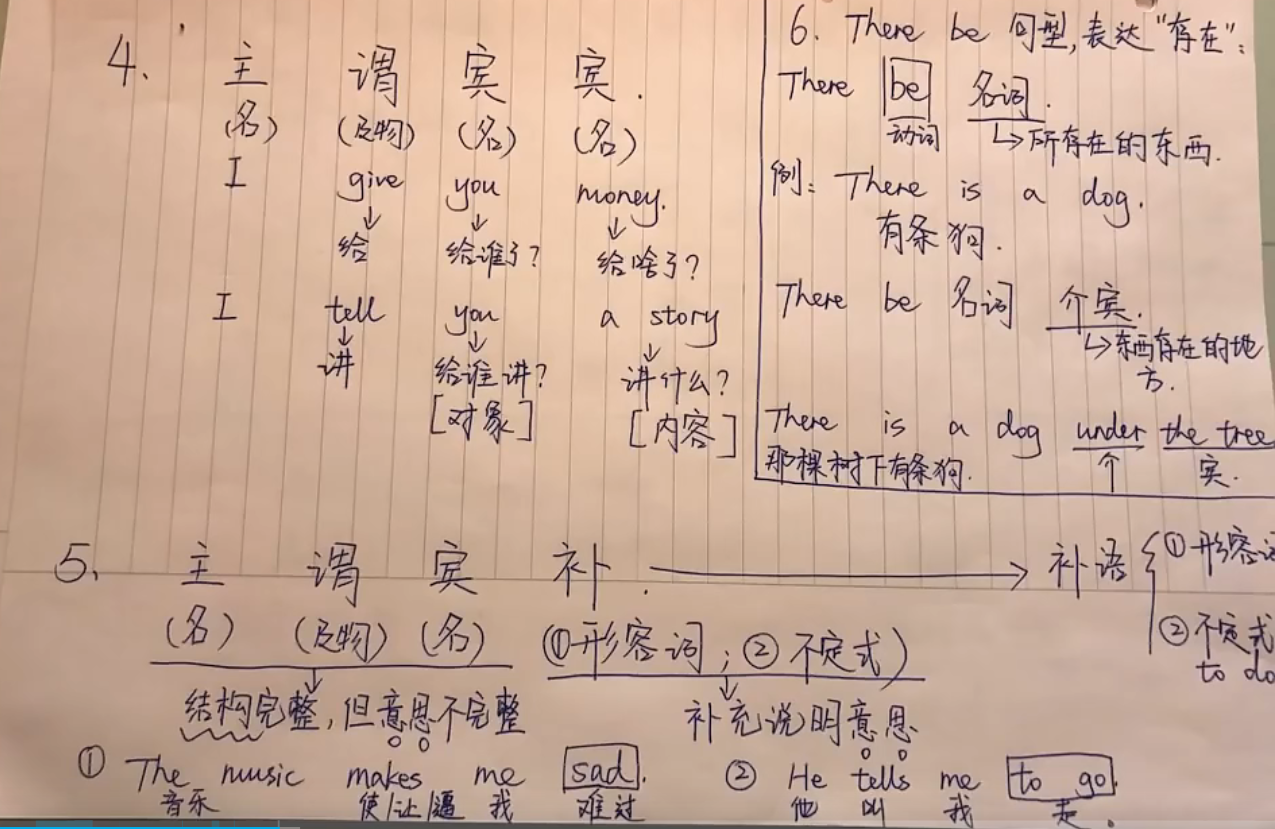 4. 主 谓 宾 宾.
(名) (及物) (名) (名)
I give you money.
给 给谁了? 给啥了?
I tell you a story
讲 给谁讲? 讲什么?
[对象] [内容]
6. There be 句型,表达"存在":
There be 名词.
动词 所存在的东西.
例: There is a dog.
有条狗.
There be 名词 介宾.
东西存在的地
方.
There is a dog under the tree
那棵树下有条狗. 介 宾.
5. 主 谓 宾 补. 补语 ①形容词
(名) (及物) (名) (①形容词; ②不定式) ②不定式
to do
结构完整,但意思不完整 补充说明意思
① The music makes me sad. ② He tells me to go.
音乐 使/让/逼 我 难过 他 叫 我 走.